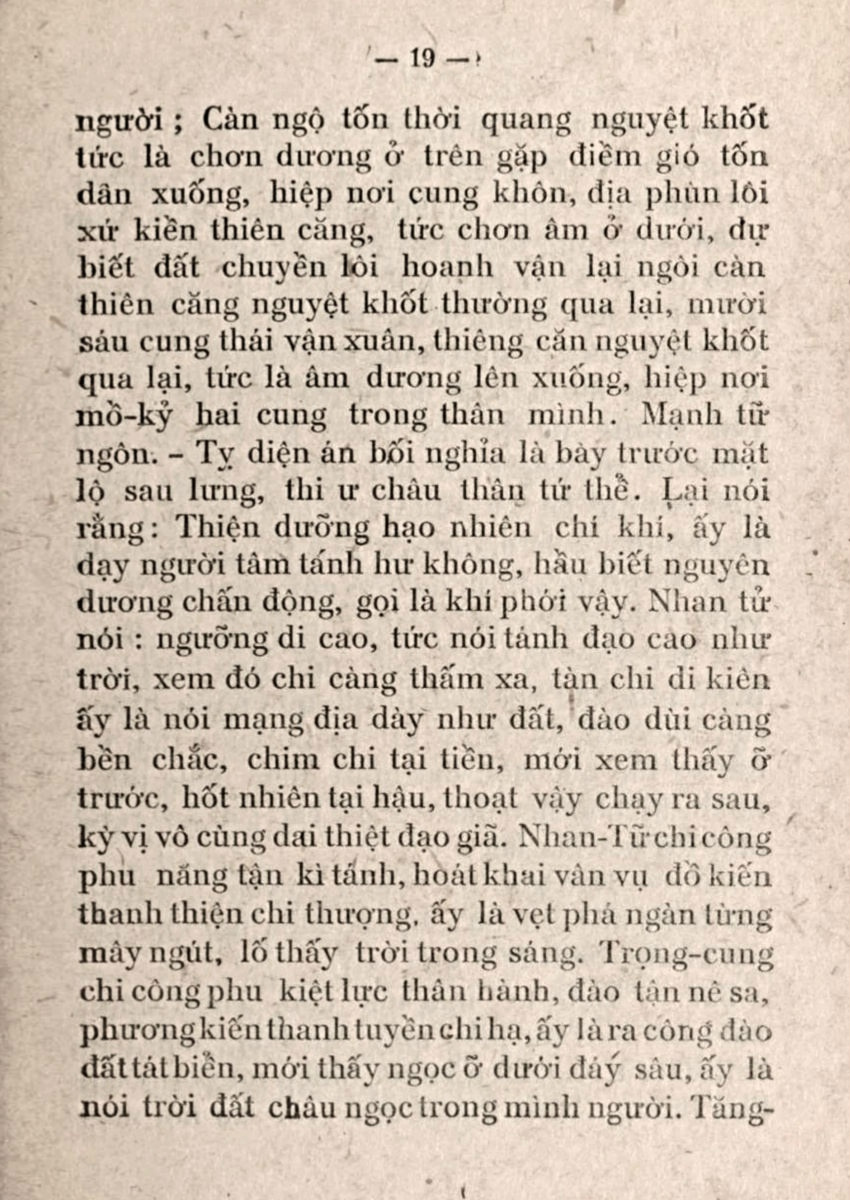 — 19 —
người ; Càn ngộ tốn thời quang nguyệt khốt
tức là chơn dương ở trên gặp điềm gió tốn
dân xuống, hiệp nơi cung khôn, địa phùn lôi
xứ kiền thiên căng, tức chơn âm ở dưới, dự
biết đất chuyền lôi hoanh vận lại ngòi càn
thiên căng nguyệt khốt thường qua lại, mười
sáu cung thái vận xuân, thiêng căn nguyệt khốt
qua lại, tức là âm dương lên xuống, hiệp nơi
mồ-kỷ hai cung trong thân mình. Mạnh tử
ngôn. - Tỵ diện án bối nghĩa là bày trước mặt
lộ sau lưng, thi ư châu thân tứ thể. Lại nói
rằng : Thiện dưỡng hạo nhiên chí khí, ấy là
dạy người tâm tánh hư không, hầu biết nguyên
dương chấn động, gọi là khí phới vậy. Nhan tử
nói : ngưỡng di cao, tức nói tánh đạo cao như
trời, xem đó chi càng thấm xa, tàn chi di kiên
ấy là nói mạng địa dày như đất, đào dùi càng
bền chắc, chim chi tại tiền, mới xem thấy ở
trước, hốt nhiên tại hậu, thoạt vậy chạy ra sau,
kỳ vị vô cùng dai thiệt đạo giã. Nhan-Tữ chi công
phu năng tận kì tánh, hoát khai vân vụ đồ kiến
thanh thiện chi thượng, ấy là vẹt phá ngàn từng
mây ngút, lố thấy trời trong sáng. Trọng-cung
chi công phu kiệt lực thân hành, đào tận nê sa,
phương kiến thanh tuyền chi hạ, ấy là ra công đào
đất tát biển, mới thấy ngọc ở dưới đáy sâu, ấy là
nói trời đất châu ngọc trong mình người. Tăng-